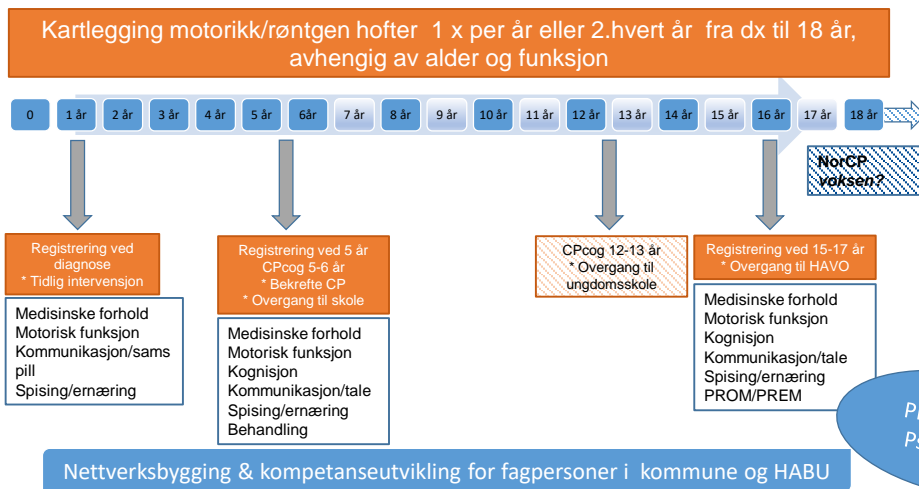 Kartlegging motorikk/røntgen hofter 1 x per år eller 2.hvert år fra dx til 18 år,
avhengig av alder og funksjon
0 1 år 2 år 3 år 4 år 5 år 6år 7 år 8 år 9 år 10 år 11 år 12 år 13 år 14 år 15 år 16 år 17 år 18 år
NorCP
voksen?
Registrering ved
diagnose
* Tidlig intervensjon
Medisinske forhold
Motorisk funksjon
Kommunikasjon/sams
pill
Spising/ernæring
Registrering ved 5 år
CPcog 5-6 år
* Bekrefte CP
* Overgang til skole
Medisinske forhold
Motorisk funksjon
Kognisjon
Kommunikasjon/tale
Spising/ernæring
Behandling
CPcog 12-13 år
* Overgang til
ungdomsskole
Registrering ved 15-17 år
* Overgang til HAVO
Medisinske forhold
Motorisk funksjon
Kognisjon
Kommunikasjon/tale
Spising/ernæring
PROM/PREM
Nettverksbygging & kompetanseutvikling for fagpersoner i kommune og HABU